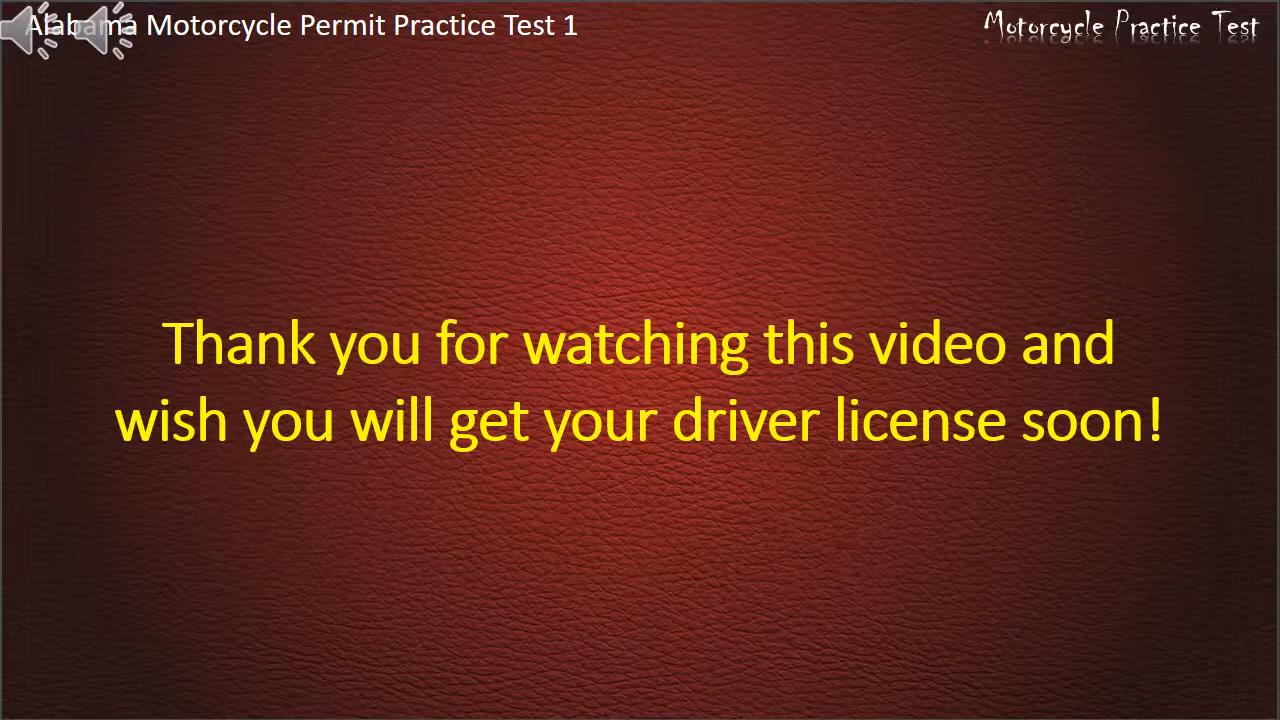 Alabama Motorcycle Permit Practice Test 1
Motorcycle Practice Test
Thank you for watching this video and
wish you will get your driver license soon!